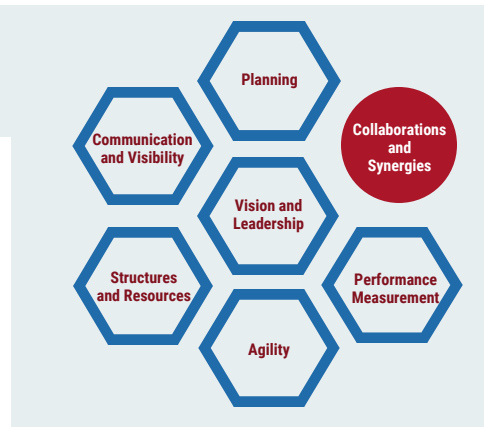 Planning
Collaborations
and
Synergies
Communication
and Visibility
Vision and
Leadership
Structures
and Resources
Performance
Measurement
Agility